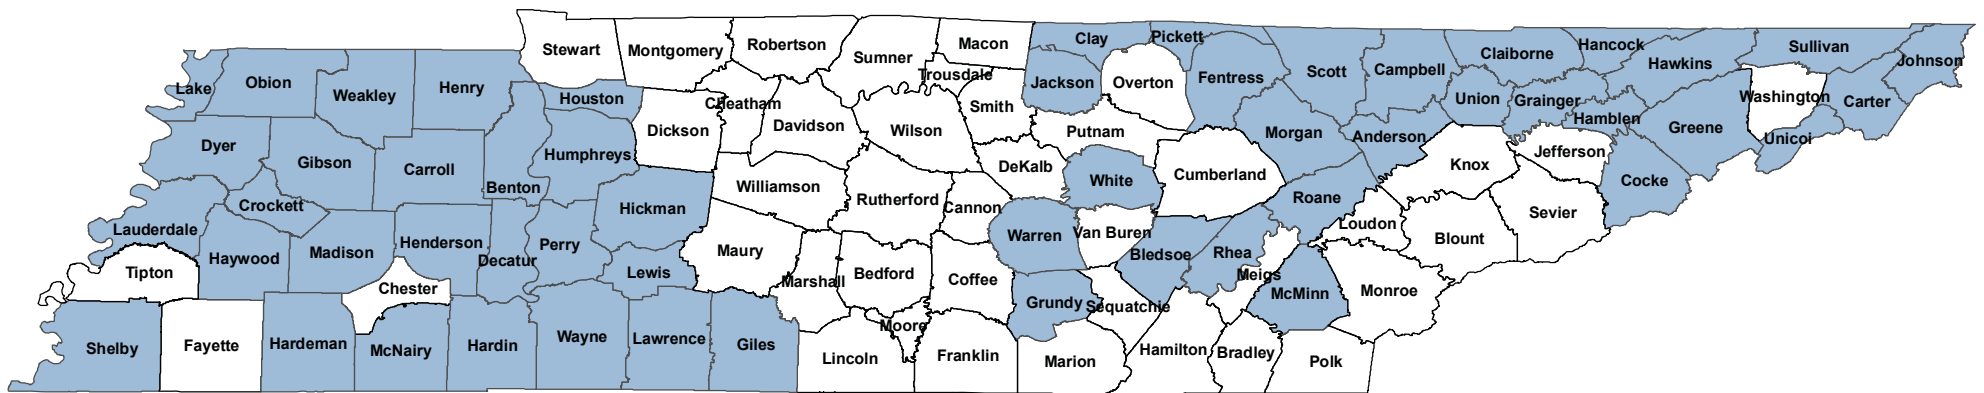 Stewart
Montgomery
Robertson
Sumner
Macon
Clay
Pickett
Claiborne
Hancock
Sullivan
Johnson
Lake
Obion
Weakley
Henry
Houston
Trousdale
Jackson
Overton
Fentress
Scott
Campbell
Hawkins
Union
Grainger
Washington
Carter
Cheatham
Smith
Hamblen
Greene
Dickson
Davidson
Wilson
Putnam
Morgan
Anderson
Unicoi
Dyer
Gibson
Carroll
Humphreys
Benton
Williamson
DeKalb
White
Cumberland
Knox
Jefferson
Cocke
Crockett
Hickman
Rutherford
Cannon
Roane
Sevier
Lauderdale
Haywood
Madison
Henderson
Decatur
Perry
Maury
Warren
Van Buren
Loudon
Blount
Tipton
Chester
Lewis
Marshall
Bedford
Coffee
Bledsoe
Rhea
Meigs
McMinn
Monroe
Grundy
Sequatchie
Shelby
Fayette
Hardeman
McNairy
Hardin
Wayne
Lawrence
Giles
Moore
Lincoln
Franklin
Marion
Hamilton
Bradley
Polk